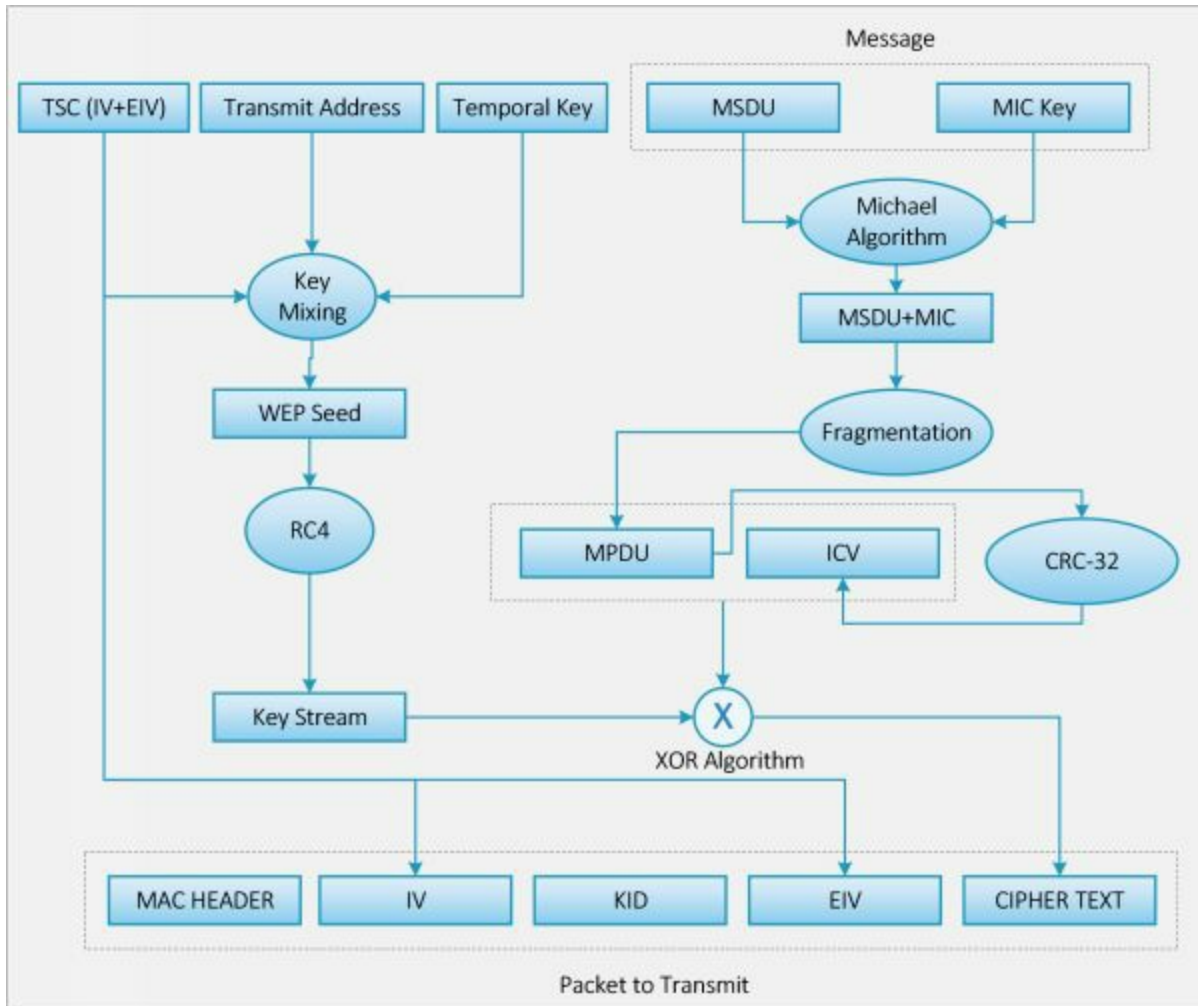 Message
TSC (IV+EIV)
Transmit Address
Temporal Key
MSDU
MIC Key
Michael
Algorithm
Key
Mixing
MSDU+MIC
WEP Seed
Fragmentation
RC4
MPDU
ICV
CRC-32
Key Stream
X
XOR Algorithm
MAC HEADER
IV
KID
EIV
CIPHER TEXT
Packet to Transmit